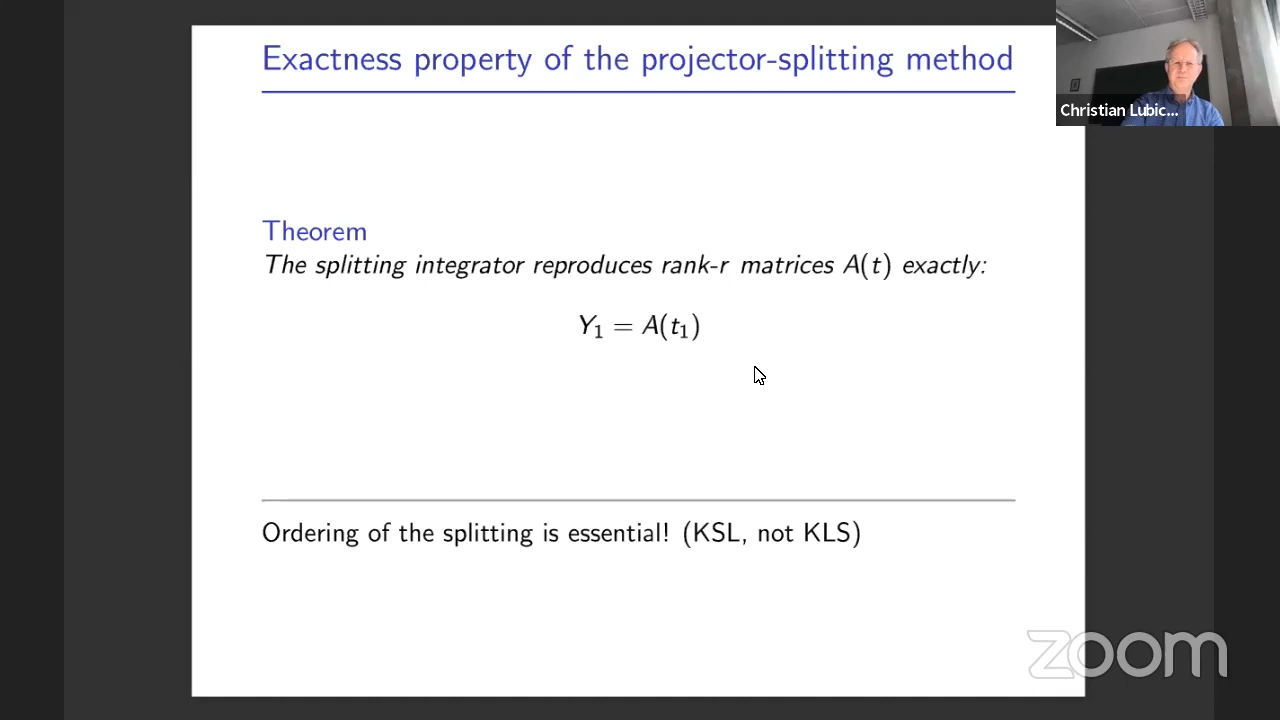 Exactness property of the projector-splitting method
Christian Lubic...
Theorem
The splitting integrator reproduces rank-r matrices A(t) exactly:
Y₁ = A(t₁)
Ordering of the splitting is essential! (KSL, not KLS)
zoom